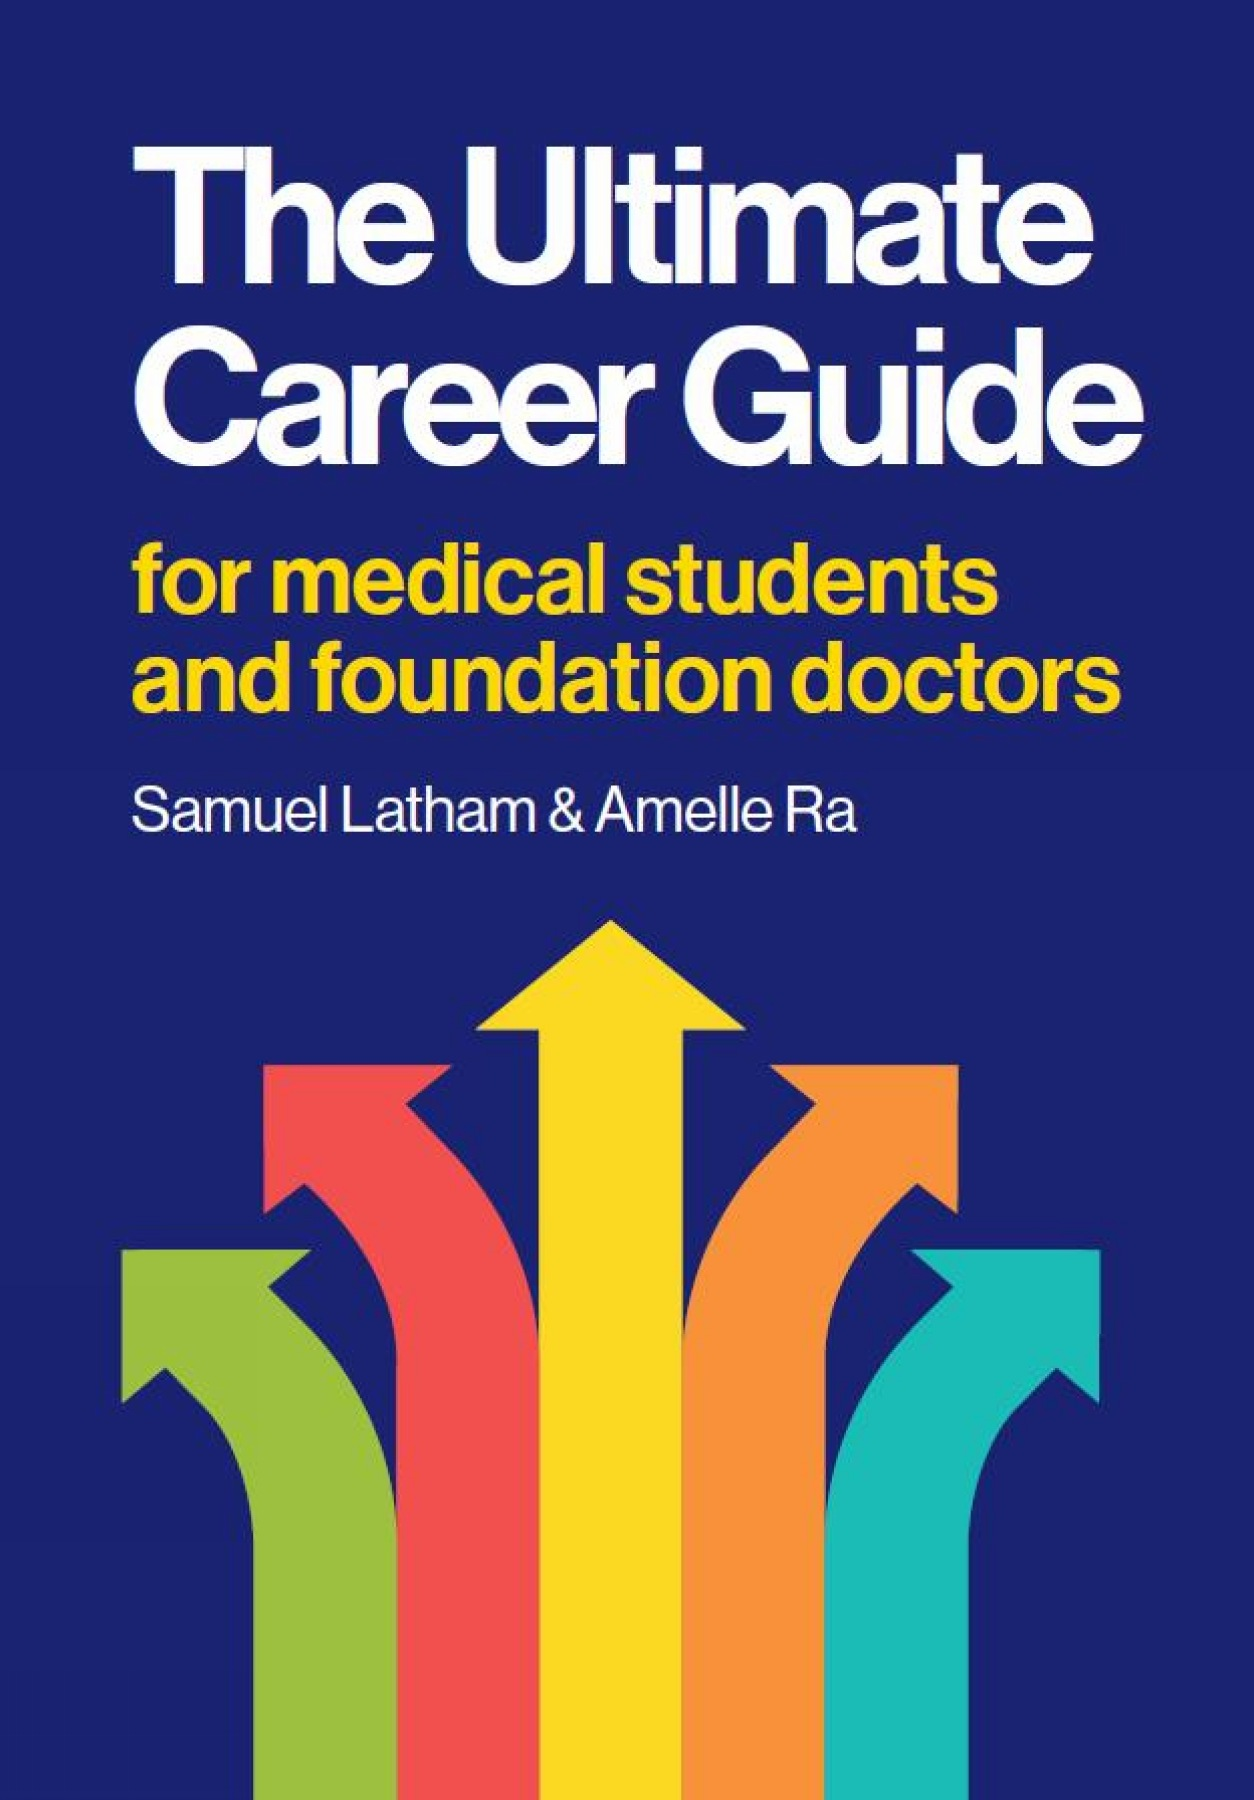 The Ultimate
Career Guide
for medical students
and foundation doctors
Samuel Latham & Amelle Ra